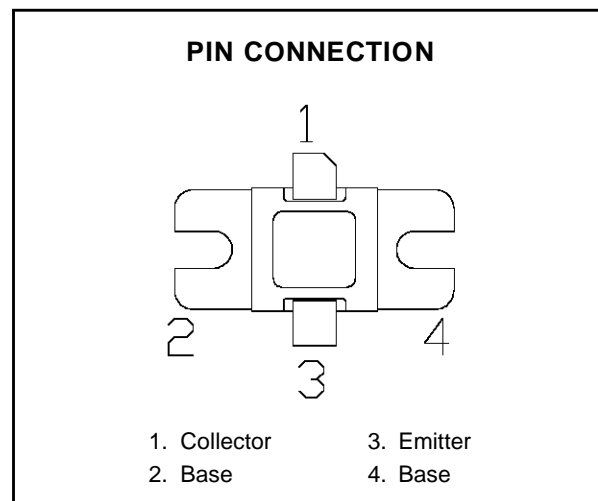 PIN CONNECTION
1
2
4
3
1. Collector
3. Emitter
2. Base
4. Base